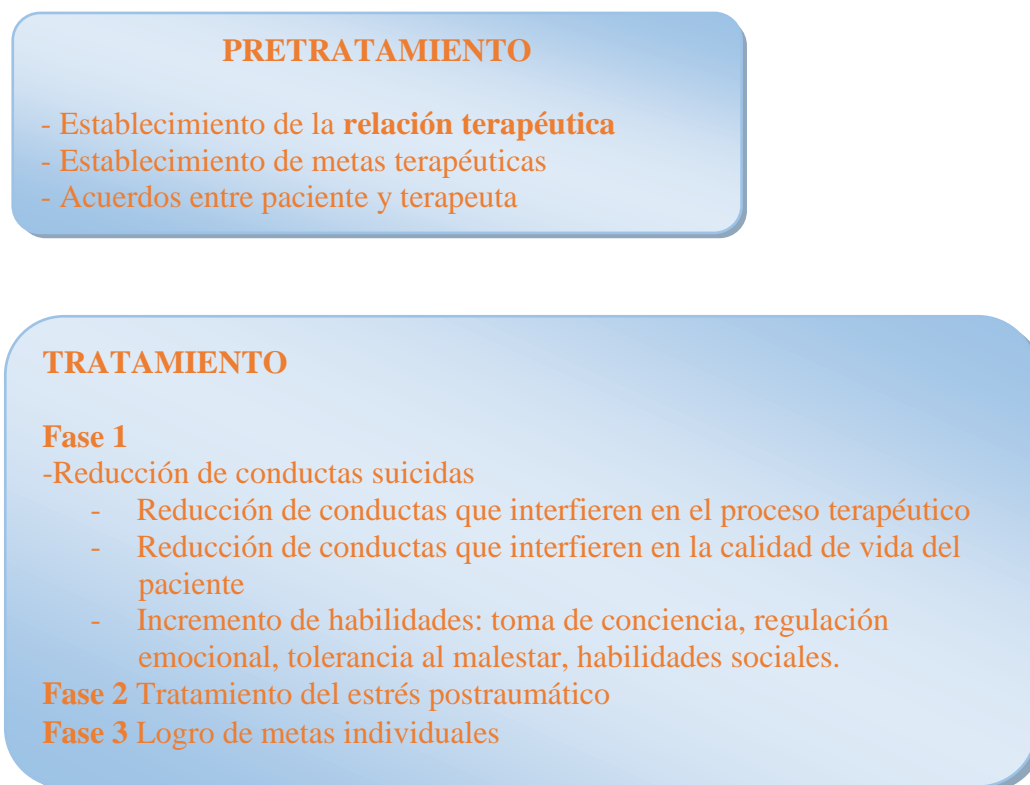 PRETRATAMIENTO
- Establecimiento de la relación terapéutica
- Establecimiento de metas terapéuticas
- Acuerdos entre paciente y terapeuta
TRATAMIENTO
Fase 1
-Reducción de conductas suicidas
- Reducción de conductas que interfieren en el proceso terapéutico
- Reducción de conductas que interfieren en la calidad de vida del
paciente
- Incremento de habilidades: toma de conciencia, regulación
emocional, tolerancia al malestar, habilidades sociales.
Fase 2 Tratamiento del estrés postraumático
Fase 3 Logro de metas individuales